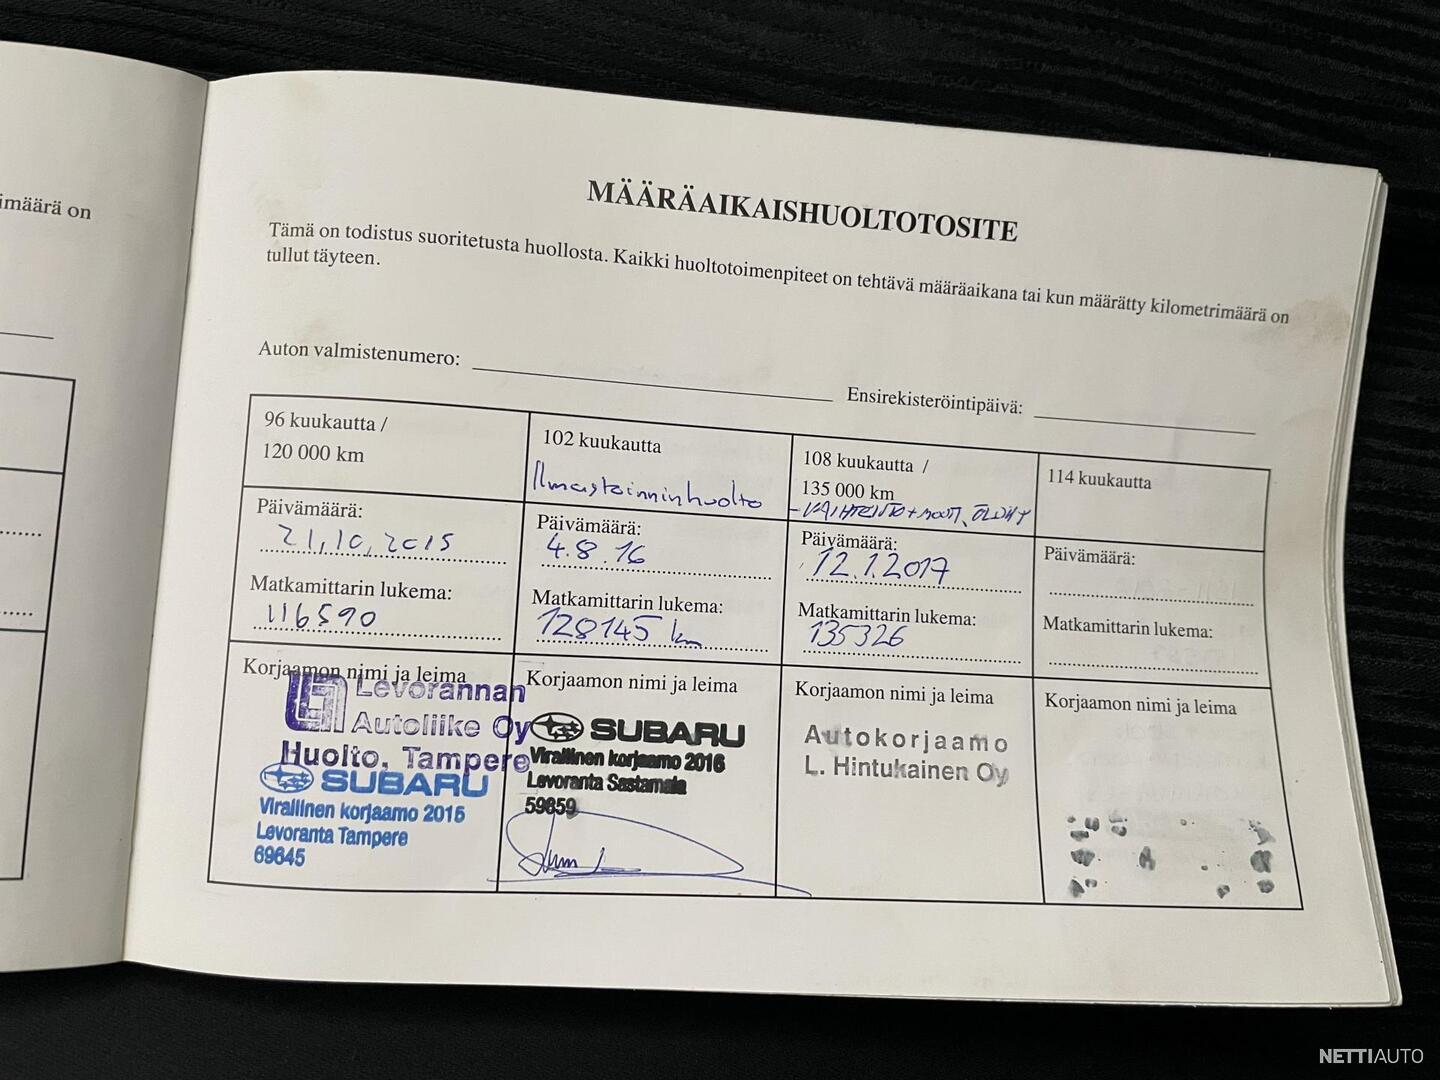 imäärä on
MÄÄRÄAIKAISHUOLTOTOSITE
Tämä on todistus suoritetusta huollosta. Kaikki huoltotoimenpiteet on tehtävä määräaikana tai kun määrätty kilometrimäärä on
tullut täyteen.
Auton valmistenumero:
Ensirekisteröintipäivä:
96 kuukautta /
120 000 km
Päivämäärä:
21.10.2015
Matkamittarin lukema:
116590
Korjaamon nimi ja leima
Levorannan
Autoliike Oy
Huolto, Tampere
SUBARU
Virallinen korjaamo 2015
Levoranta Tampere
69645
102 kuukautta
Ilmastoinninhuolto
Päivämäärä:
4.8.16
Matkamittarin lukema:
128145 km
Korjaamon nimi ja leima
SUBARU
Virallinen korjaamo 2016
Levoranta Sastamala
59859
108 kuukautta /
135 000 km
Päivämäärä:
12.1.2017
Matkamittarin lukema:
135326
Korjaamon nimi ja leima
Autokorjaamo
L. Hintukainen Oy
114 kuukautta
Päivämäärä:
Matkamittarin lukema:
Korjaamon nimi ja leima
NETTIAUTO